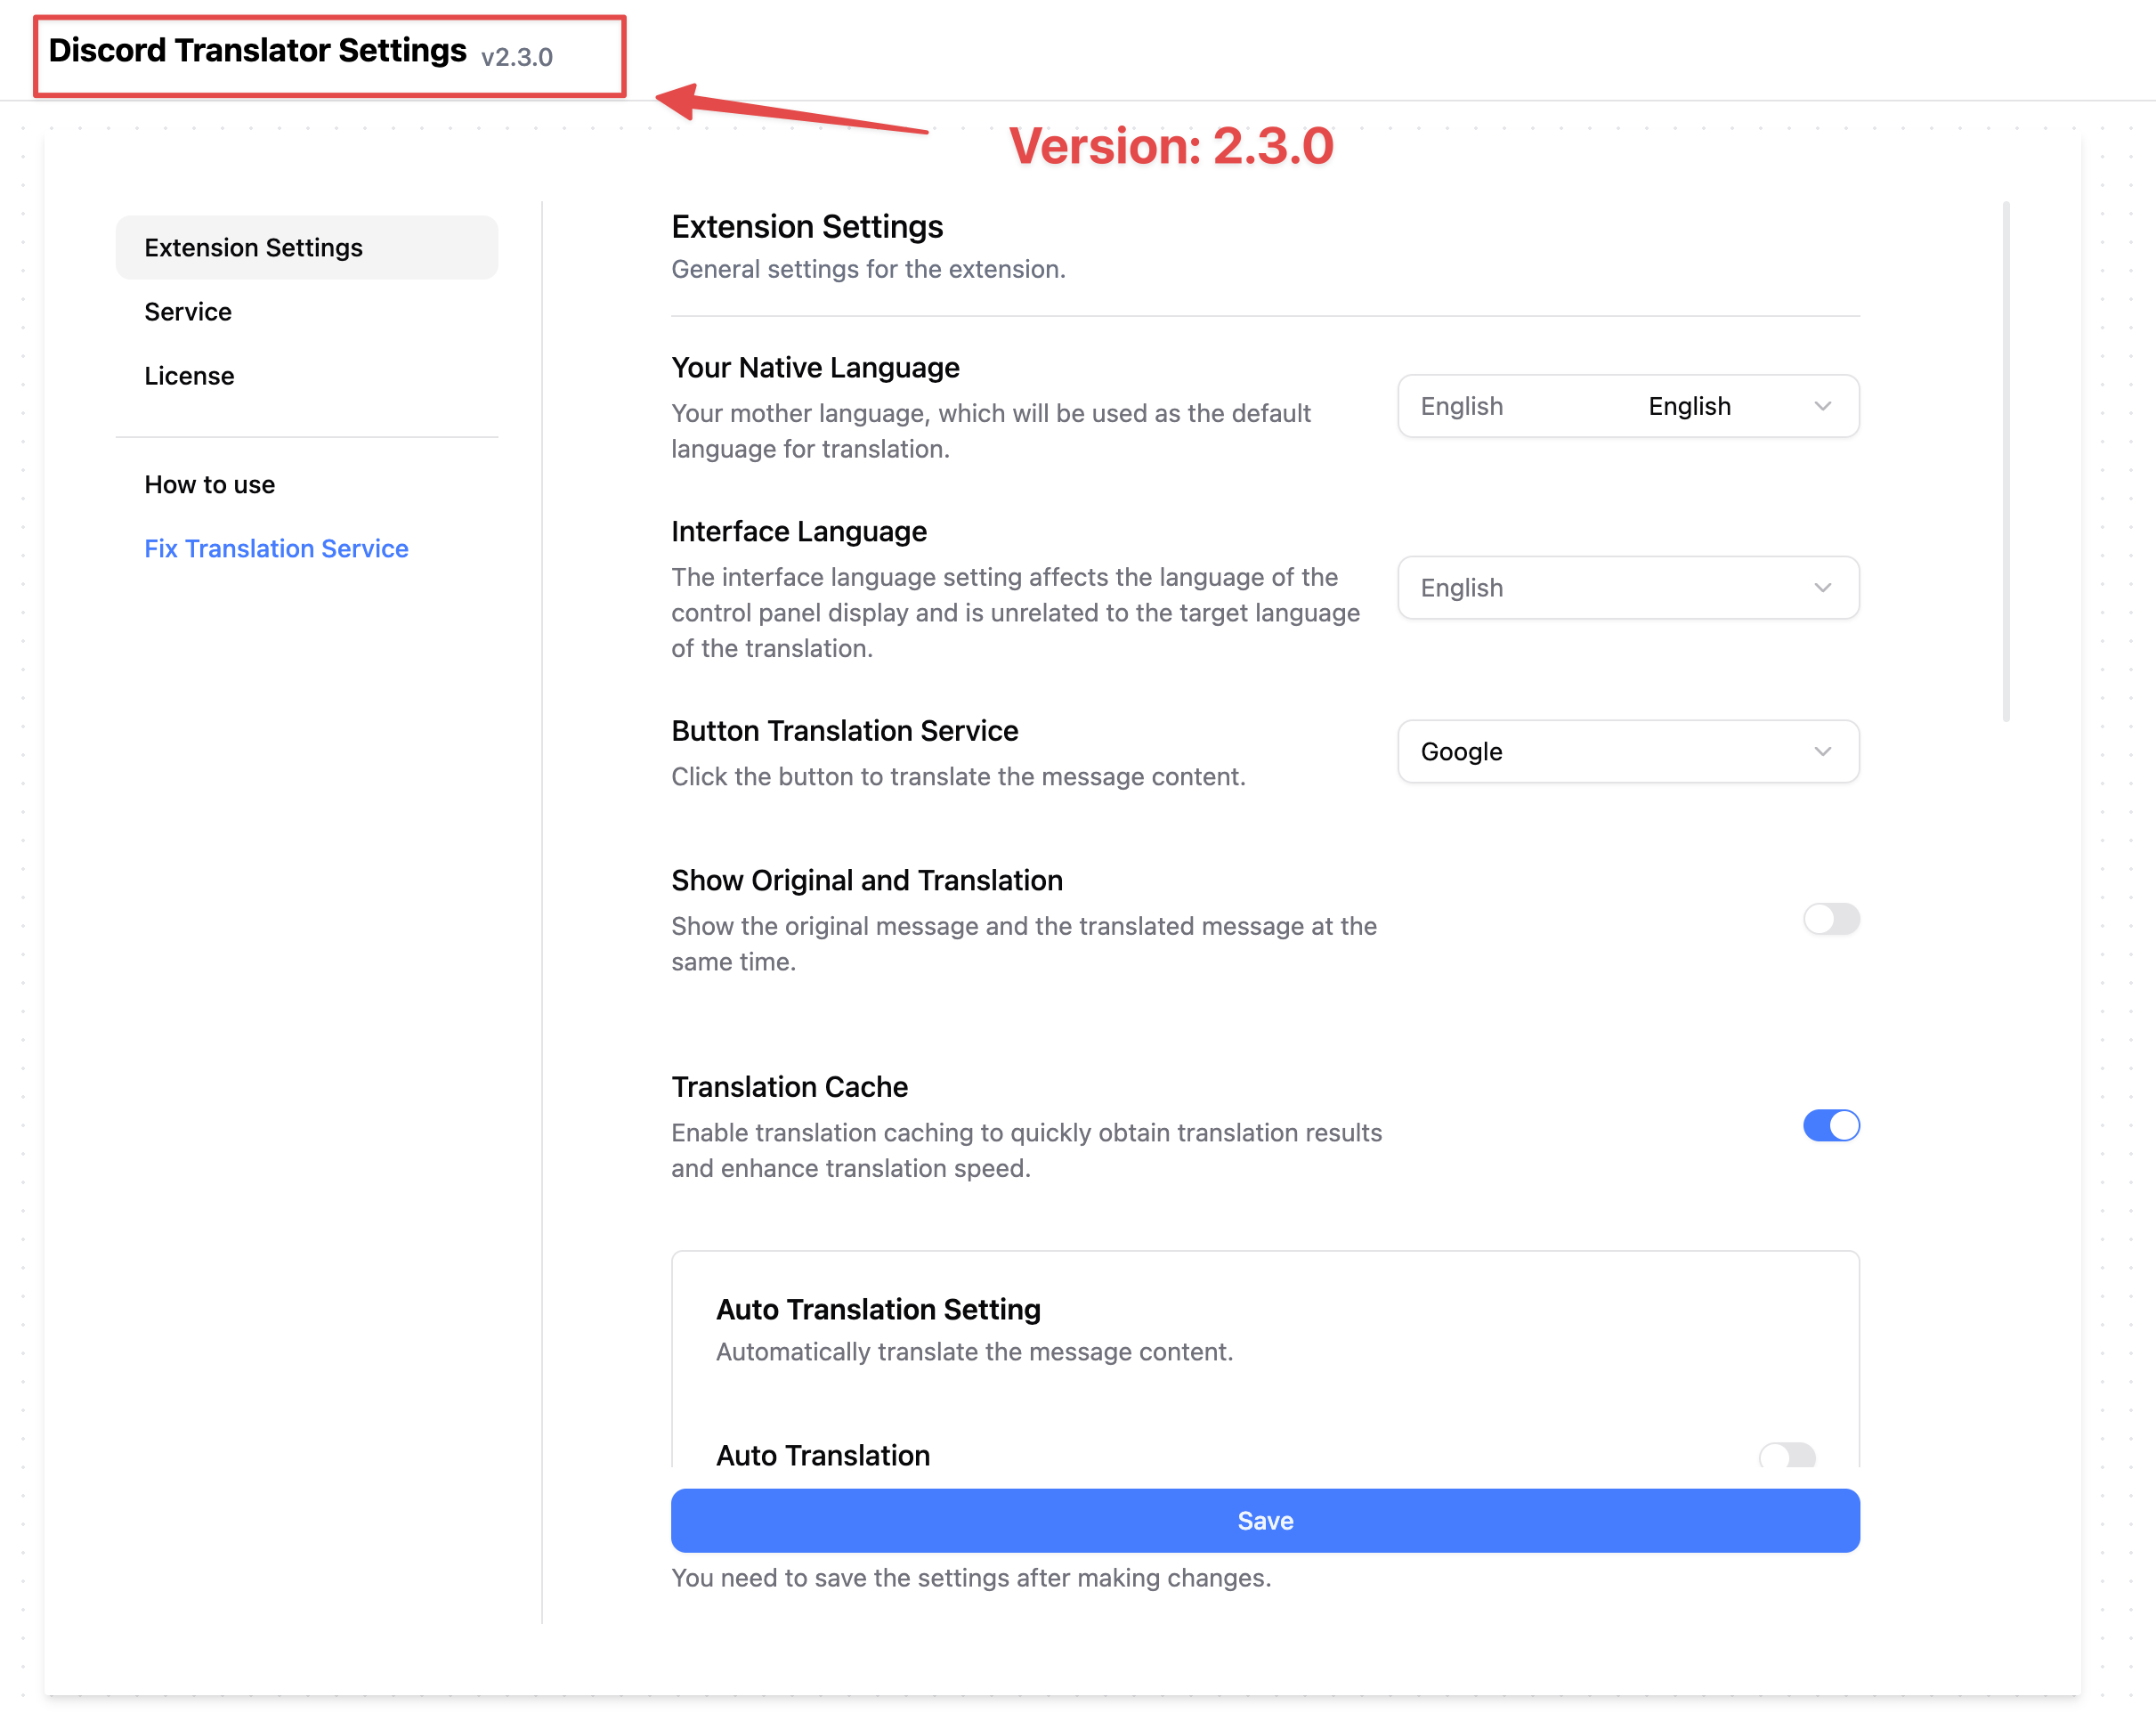 Discord Translator Settings v2.3.0
Version: 2.3.0
Extension Settings
Service
License
How to use
Fix Translation Service
Extension Settings
General settings for the extension.
Your Native Language
Your mother language, which will be used as the default
language for translation.
English English
Interface Language
The interface language setting affects the language of the
control panel display and is unrelated to the target language
of the translation.
English
Button Translation Service
Click the button to translate the message content.
Google
Show Original and Translation
Show the original message and the translated message at the
same time.
Translation Cache
Enable translation caching to quickly obtain translation results
and enhance translation speed.
Auto Translation Setting
Automatically translate the message content.
Auto Translation
Save
You need to save the settings after making changes.